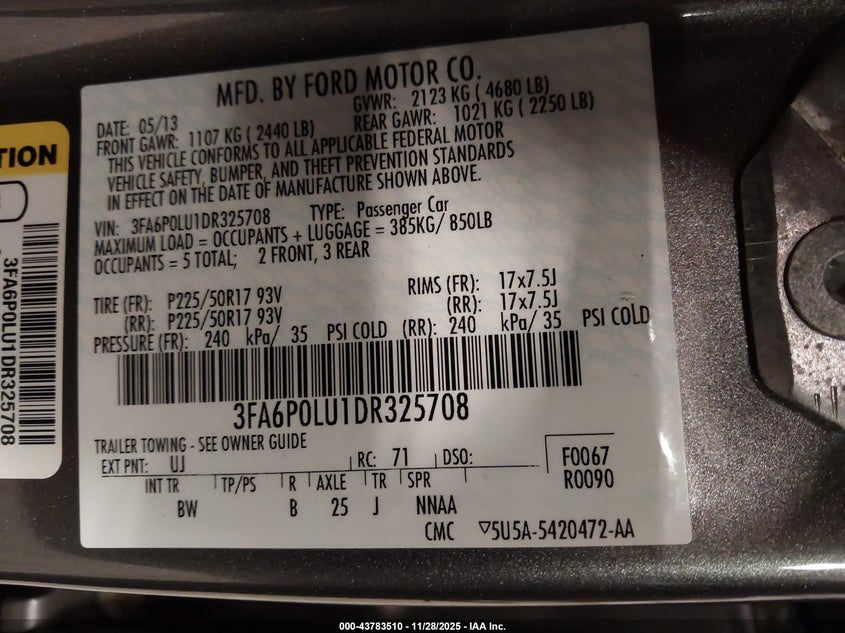 MFD. BY FORD MOTOR CO.
DATE: 05/13 GVWR: 2123 KG ( 4680 LB)
FRONT GAWR: 1107 KG ( 2440 LB) REAR GAWR: 1021 KG ( 2250 LB)
THIS VEHICLE CONFORMS TO ALL APPLICABLE FEDERAL MOTOR
VEHICLE SAFETY, BUMPER, AND THEFT PREVENTION STANDARDS
IN EFFECT ON THE DATE OF MANUFACTURE SHOWN ABOVE.
VIN: 3FA6P0LU1DR325708 TYPE: Passenger Car
MAXIMUM LOAD = OCCUPANTS + LUGGAGE = 385KG/ 850LB
OCCUPANTS = 5 TOTAL; 2 FRONT, 3 REAR
TIRE (FR): P225/50R17 93V RIMS (FR): 17x7.5J
(RR): P225/50R17 93V (RR): 17x7.5J
PRESSURE (FR): 240 kPa/ 35 PSI COLD (RR): 240 kPa/ 35 PSI COLD
3FA6P0LU1DR325708
TRAILER TOWING - SEE OWNER GUIDE
EXT PNT: UJ RC: 71 DSO: F0067
INT TR TP/PS R AXLE TR SPR R0090
BW B 25 J NNAA
CMC ▽5U5A-5420472-AA
TION
3FA6P0LU1DR325708
000-43783510 - 11/28/2025 - IAA Inc.